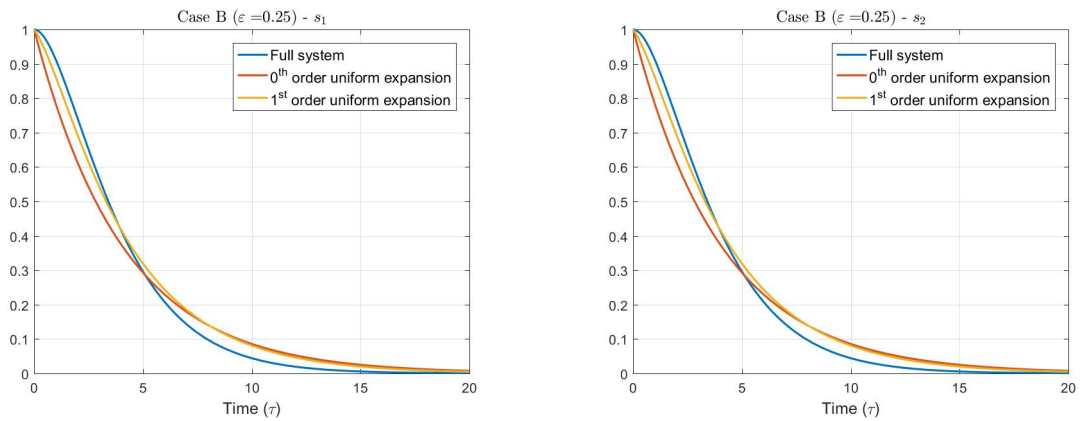 Case B (ε =0.25) - s₁
Full system
0ᵗʰ order uniform expansion
1ˢᵗ order uniform expansion
1
0.9
0.8
0.7
0.6
0.5
0.4
0.3
0.2
0.1
0
0 5 10 15 20
Time (τ)
Case B (ε =0.25) - s₂
Full system
0ᵗʰ order uniform expansion
1ˢᵗ order uniform expansion
1
0.9
0.8
0.7
0.6
0.5
0.4
0.3
0.2
0.1
0
0 5 10 15 20
Time (τ)